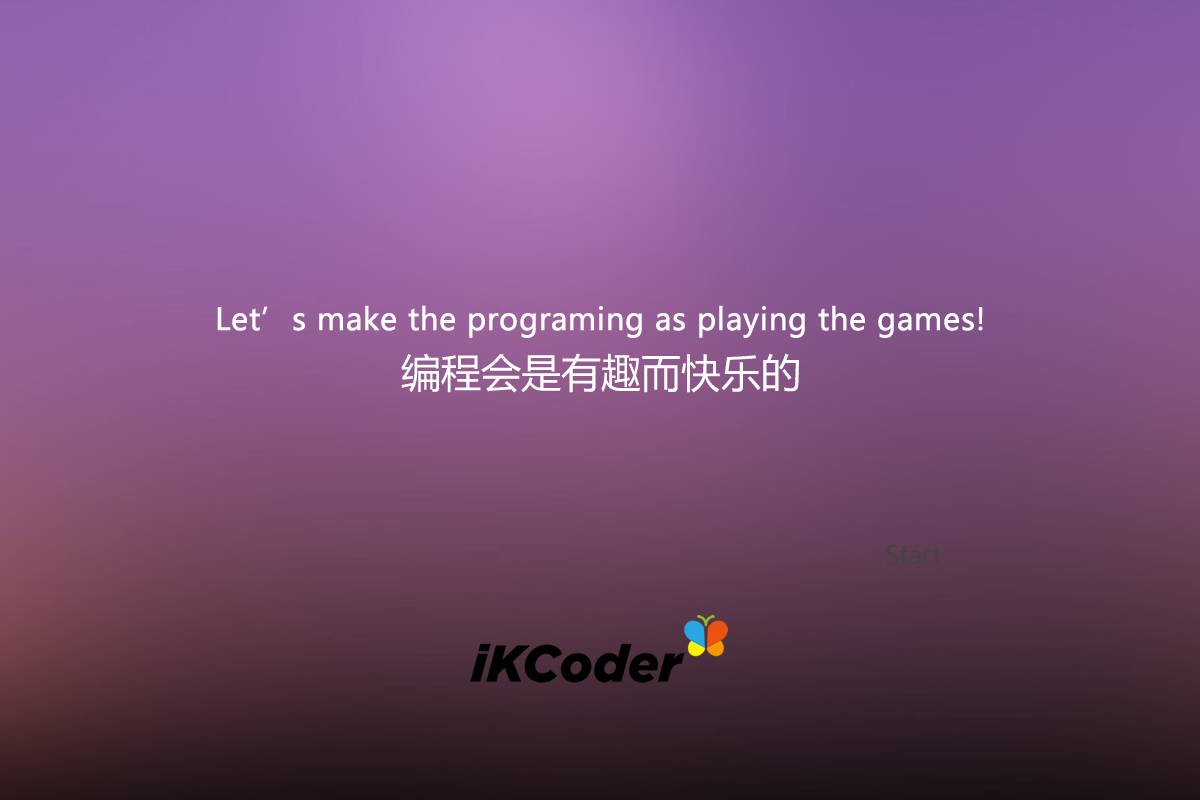 Let’s make the programing as playing the games!
编程会是有趣而快乐的
Start
iKCoder